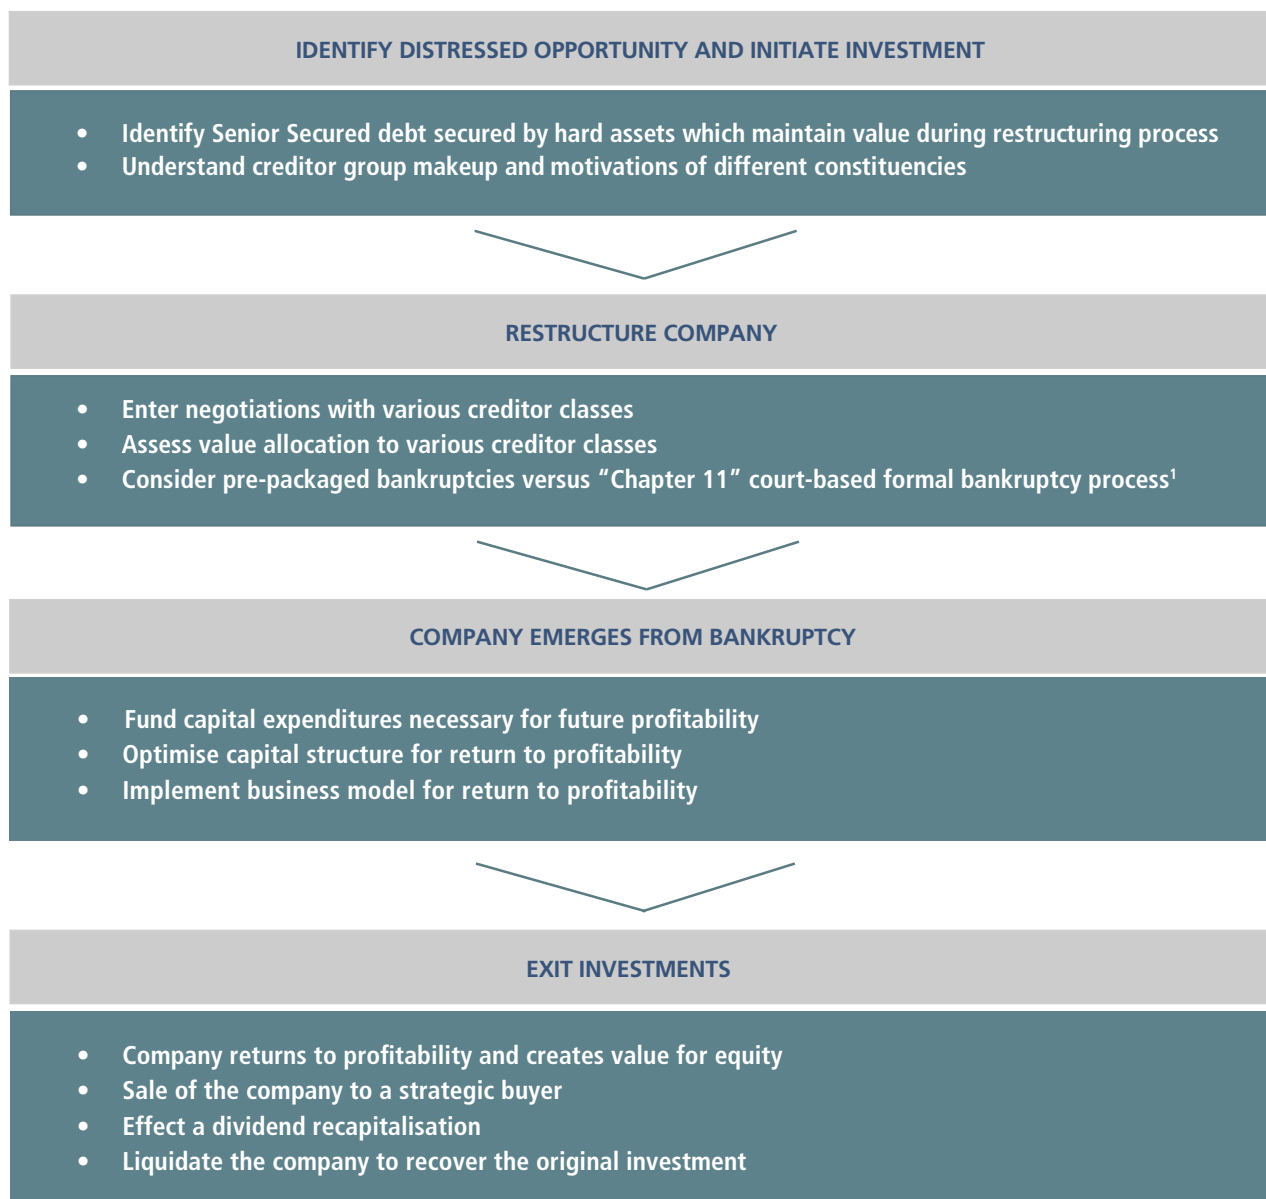 IDENTIFY DISTRESSED OPPORTUNITY AND INITIATE INVESTMENT
• Identify Senior Secured debt secured by hard assets which maintain value during restructuring process
• Understand creditor group makeup and motivations of different constituencies
RESTRUCTURE COMPANY
• Enter negotiations with various creditor classes
• Assess value allocation to various creditor classes
• Consider pre-packaged bankruptcies versus “Chapter 11” court-based formal bankruptcy process¹
COMPANY EMERGES FROM BANKRUPTCY
• Fund capital expenditures necessary for future profitability
• Optimise capital structure for return to profitability
• Implement business model for return to profitability
EXIT INVESTMENTS
• Company returns to profitability and creates value for equity
• Sale of the company to a strategic buyer
• Effect a dividend recapitalisation
• Liquidate the company to recover the original investment